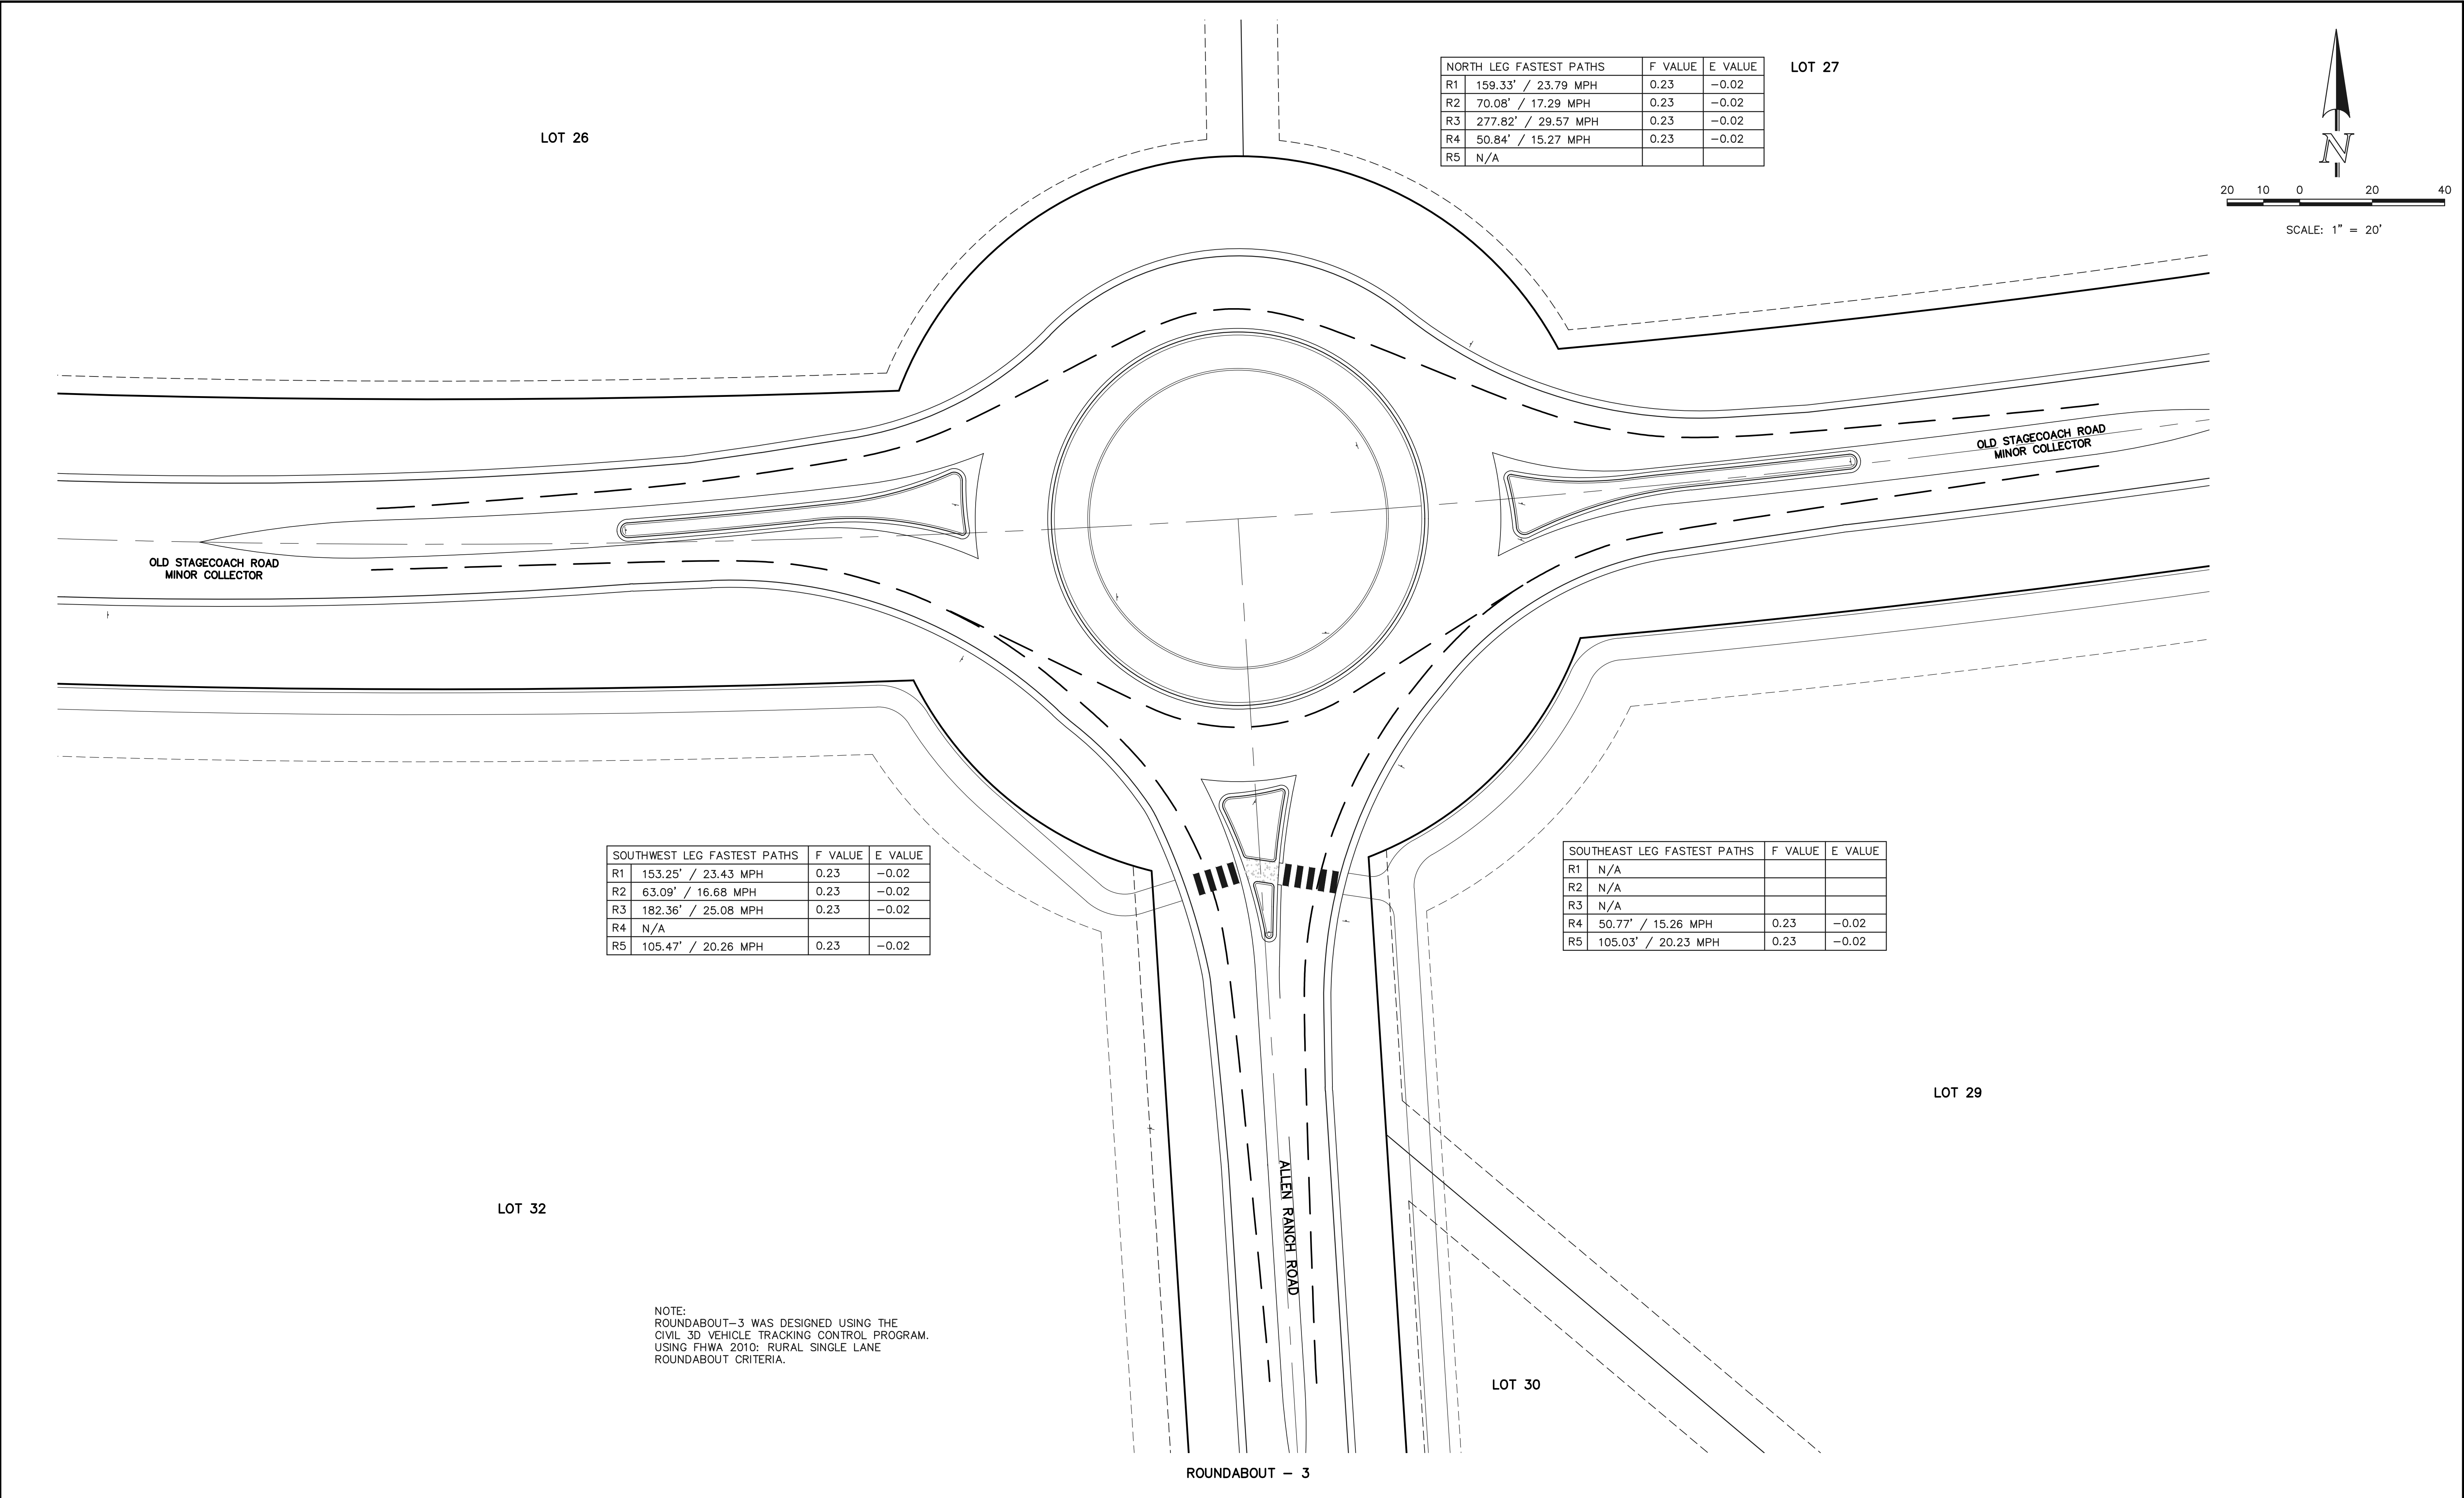 NORTH LEG FASTEST PATHS F VALUE E VALUE
R1 159.33' / 23.79 MPH 0.23 −0.02
R2 70.08' / 17.29 MPH 0.23 −0.02
R3 277.82' / 29.57 MPH 0.23 −0.02
R4 50.84' / 15.27 MPH 0.23 −0.02
R5 N/A
LOT 27
LOT 26
N
20 10 0 20 40
SCALE: 1" = 20'
OLD STAGECOACH ROAD
MINOR COLLECTOR
OLD STAGECOACH ROAD
MINOR COLLECTOR
SOUTHWEST LEG FASTEST PATHS F VALUE E VALUE
R1 153.25' / 23.43 MPH 0.23 −0.02
R2 63.09' / 16.68 MPH 0.23 −0.02
R3 182.36' / 25.08 MPH 0.23 −0.02
R4 N/A
R5 105.47' / 20.26 MPH 0.23 −0.02
SOUTHEAST LEG FASTEST PATHS F VALUE E VALUE
R1 N/A
R2 N/A
R3 N/A
R4 50.77' / 15.26 MPH 0.23 −0.02
R5 105.03' / 20.23 MPH 0.23 −0.02
LOT 29
LOT 32
ALLEN RANCH ROAD
NOTE:
ROUNDABOUT−3 WAS DESIGNED USING THE
CIVIL 3D VEHICLE TRACKING CONTROL PROGRAM.
USING FHWA 2010: RURAL SINGLE LANE
ROUNDABOUT CRITERIA.
LOT 30
ROUNDABOUT − 3